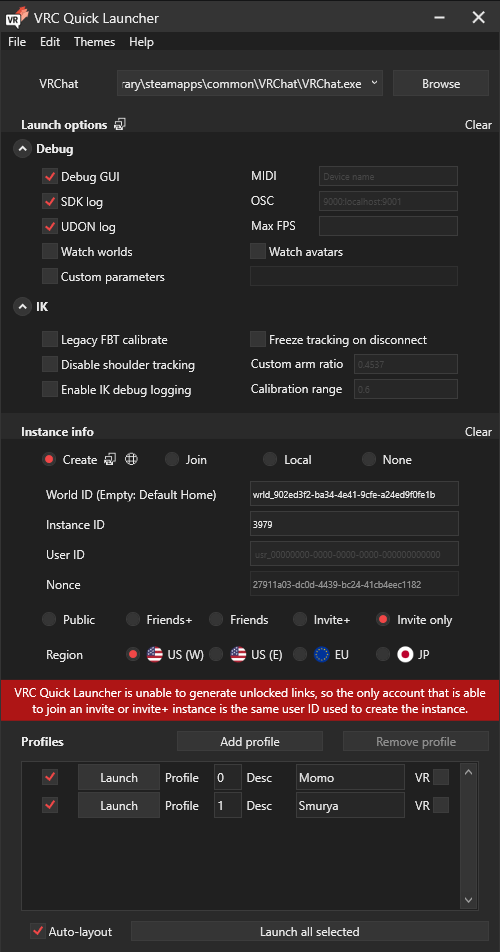 VR VRC Quick Launcher
File Edit Themes Help
VRChat rary\steamapps\common\VRChat\VRChat.exe Browse
Launch options Clear
Debug
Debug GUI MIDI Device name
SDK log OSC 9000:localhost:9001
UDON log Max FPS
Watch worlds Watch avatars
Custom parameters
IK
Legacy FBT calibrate Freeze tracking on disconnect
Disable shoulder tracking Custom arm ratio 0.4537
Enable IK debug logging Calibration range 0.6
Instance info Clear
Create Join Local None
World ID (Empty: Default Home) wrld_902ed3f2-ba34-4e41-9cfe-a24ed9f0fe1b
Instance ID 3979
User ID usr_00000000-0000-0000-0000-000000000000
Nonce 27911a03-dc0d-4439-bc24-41cb4eec1182
Public Friends+ Friends Invite+ Invite only
Region US (W) US (E) EU JP
VRC Quick Launcher is unable to generate unlocked links, so the only account that is able
to join an invite or invite+ instance is the same user ID used to create the instance.
Profiles Add profile Remove profile
Launch Profile 0 Desc Momo VR
Launch Profile 1 Desc Smurya VR
Auto-layout Launch all selected